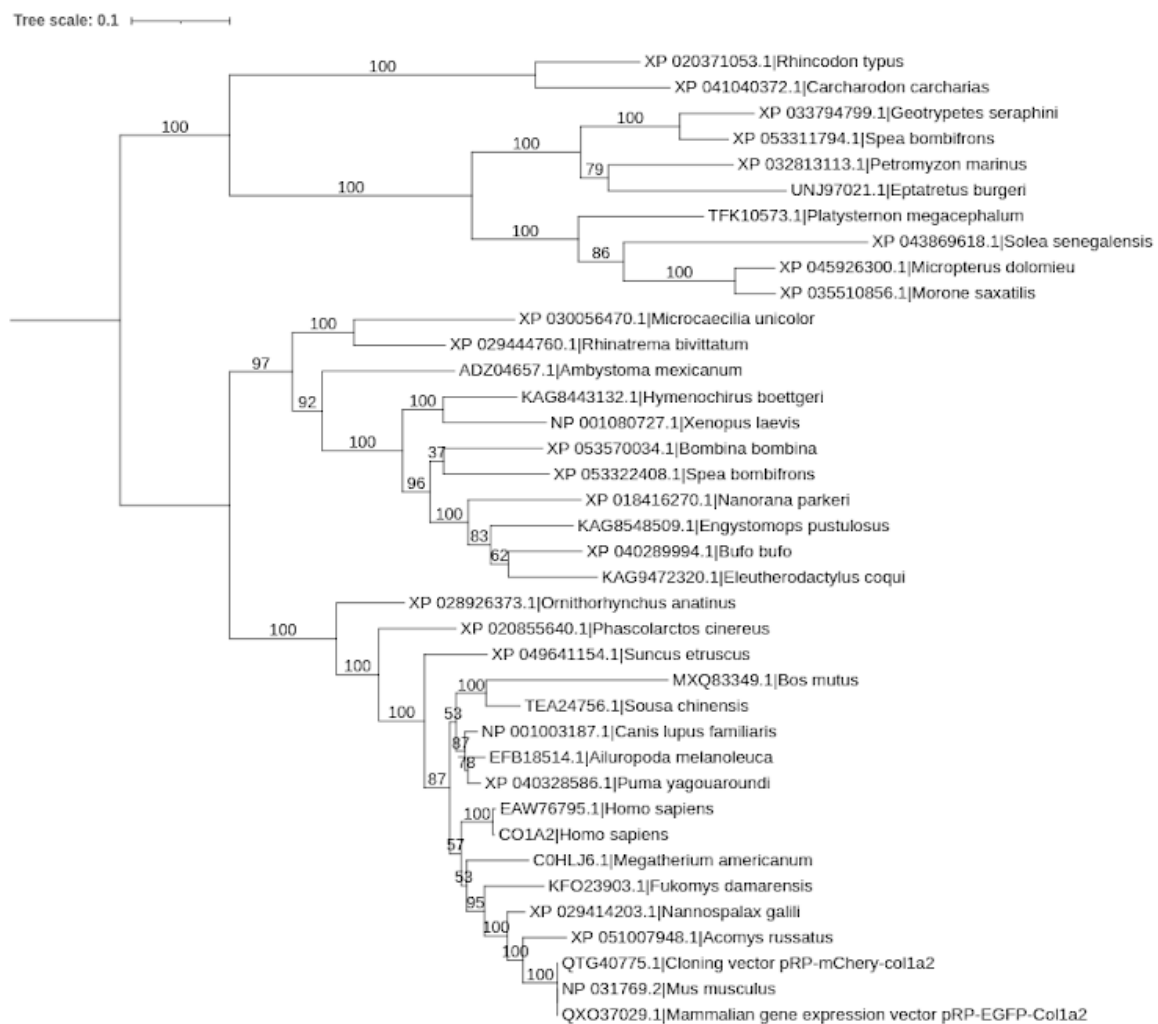 Tree scale: 0.1
100
XP 020371053.1|Rhincodon typus
XP 041040372.1|Carcharodon carcharias
100
XP 033794799.1|Geotrypetes seraphini
100
XP 053311794.1|Spea bombifrons
100
XP 032813113.1|Petromyzon marinus
79
UNJ97021.1|Eptatretus burgeri
100
TFK10573.1|Platysternon megacephalum
100
XP 043869618.1|Solea senegalensis
86
XP 045926300.1|Micropterus dolomieu
100
XP 035510856.1|Morone saxatilis
XP 030056470.1|Microcaecilia unicolor
100
XP 029444760.1|Rhinatrema bivittatum
97
ADZ04657.1|Ambystoma mexicanum
92
KAG8443132.1|Hymenochirus boettgeri
100
NP 001080727.1|Xenopus laevis
100
XP 053570034.1|Bombina bombina
37
XP 053322408.1|Spea bombifrons
96
XP 018416270.1|Nanorana parkeri
100
KAG8548509.1|Engystomops pustulosus
83
XP 040289994.1|Bufo bufo
62
KAG9472320.1|Eleutherodactylus coqui
XP 028926373.1|Ornithorhynchus anatinus
100
XP 020855640.1|Phascolarctos cinereus
100
XP 049641154.1|Suncus etruscus
100
MXQ83349.1|Bos mutus
100
TEA24756.1|Sousa chinensis
53
NP 001003187.1|Canis lupus familiaris
87
EFB18514.1|Ailuropoda melanoleuca
78
XP 040328586.1|Puma yagouaroundi
87
EAW76795.1|Homo sapiens
100
CO1A2|Homo sapiens
57
C0HLJ6.1|Megatherium americanum
53
KFO23903.1|Fukomys damarensis
95
XP 029414203.1|Nannospalax galili
100
XP 051007948.1|Acomys russatus
100
QTG40775.1|Cloning vector pRP-mChery-col1a2
100
NP 031769.2|Mus musculus
QXO37029.1|Mammalian gene expression vector pRP-EGFP-Col1a2